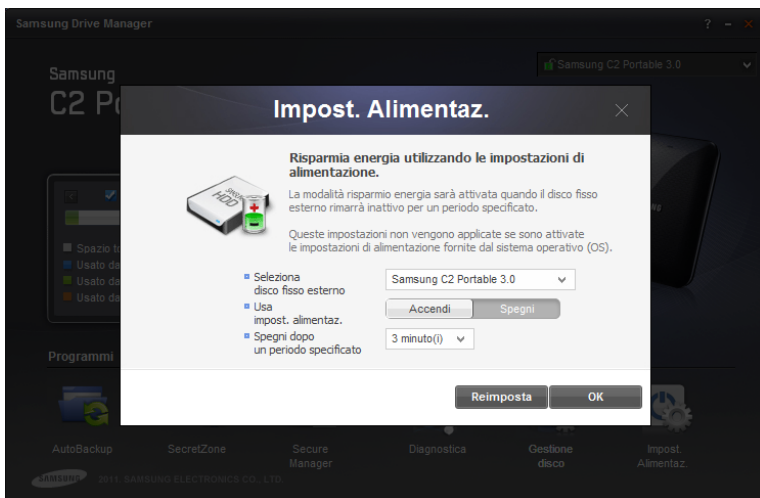 Samsung Drive Manager
? – ×
Samsung C2 Portable 3.0
Samsung
Impost. Alimentaz.
Risparmia energia utilizzando le impostazioni di
alimentazione.
La modalità risparmio energia sarà attivata quando il disco fisso
esterno rimarrà inattivo per un periodo specificato.
Queste impostazioni non vengono applicate se sono attivate
le impostazioni di alimentazione fornite dal sistema operativo (OS).
SAMSUNG
HDD
Seleziona
disco fisso esterno
Samsung C2 Portable 3.0
Usa
impost. alimentaz.
Accendi Spegni
Spegni dopo
un periodo specificato
3 minuto(i)
Reimposta OK
Spazio
Usato da
Usato da
Usato da
Programmi
AutoBackup
SecretZone
Secure
Manager
Diagnostica
Gestione
disco
Impost.
Alimentaz.
SAMSUNG 2011. SAMSUNG ELECTRONICS CO., LTD.